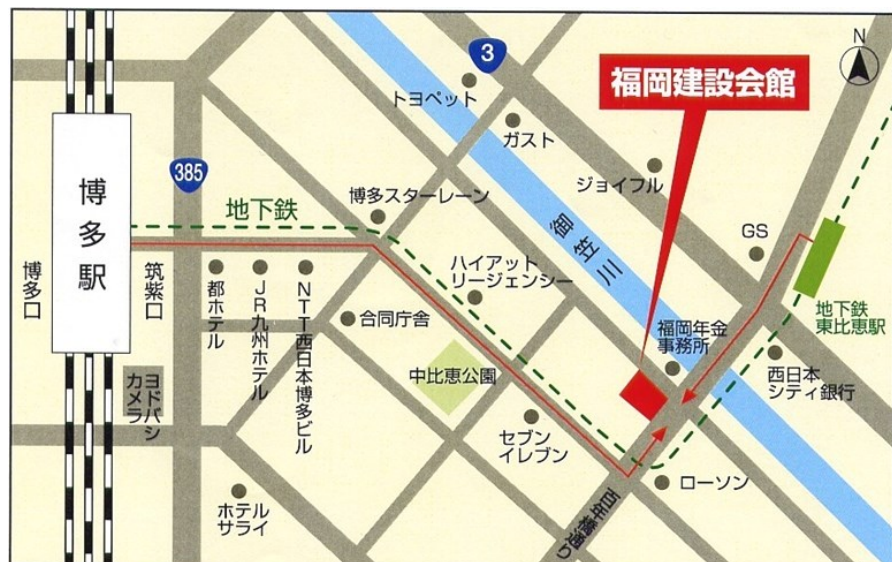 N
3
福岡建設会館
トヨペット
ガスト
385
博多スターレーン
ジョイフル
地下鉄
博多駅
御笠川
GS
博多口
筑紫口
ハイアット
リージェンシー
都ホテル
JR九州ホテル
NTT西日本博多ビル
合同庁舎
福岡年金
事務所
地下鉄
東比恵駅
中比恵公園
西日本
シティ銀行
ヨドバシ
カメラ
セブン
イレブン
ローソン
ホテル
サライ
百年橋通り